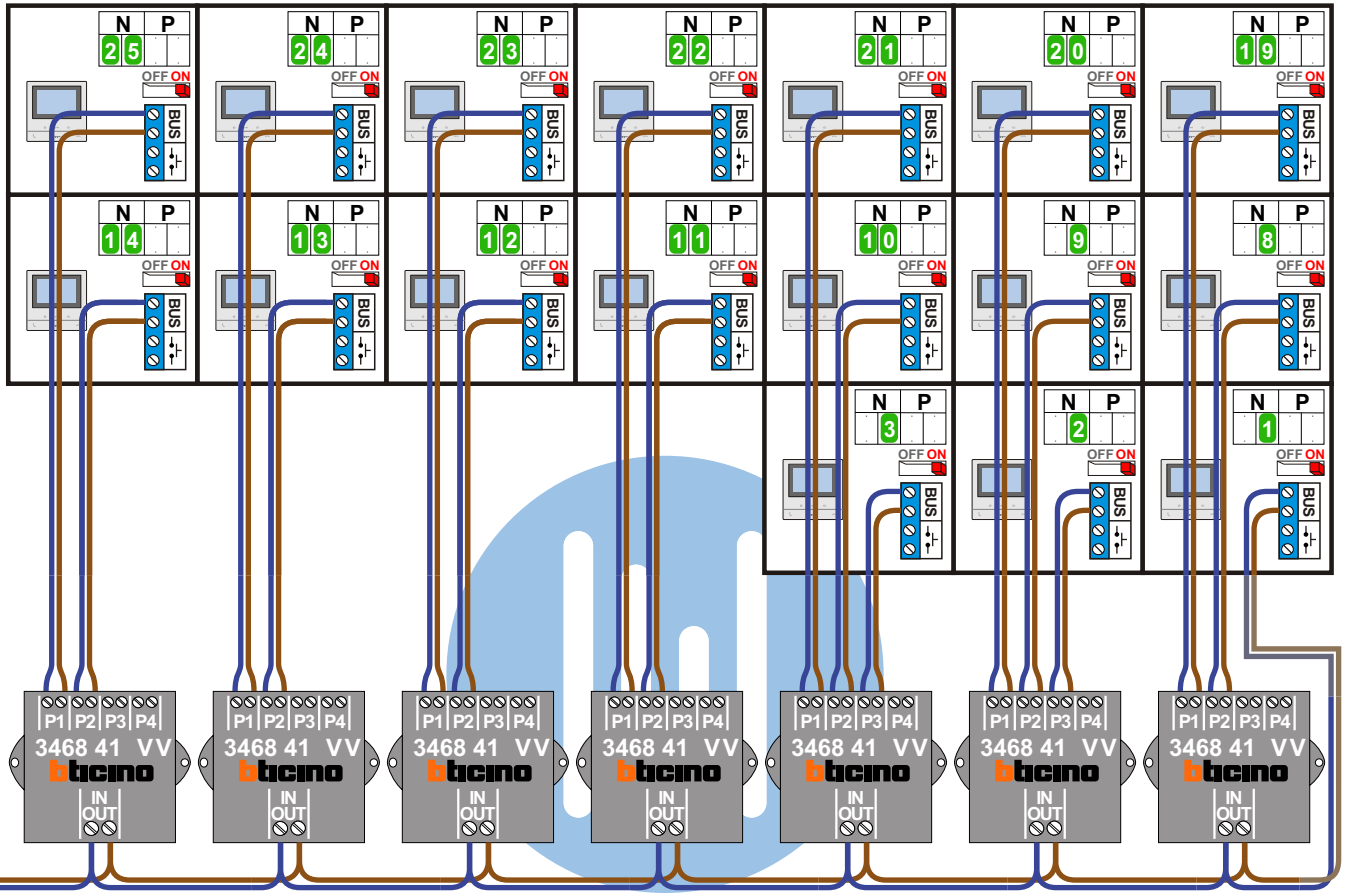 N P N P N P N P N P N P N P
25 24 23 22 21 20 19
OFF ON OFF ON OFF ON OFF ON OFF ON OFF ON OFF ON
BUS BUS BUS BUS BUS BUS BUS
N P N P N P N P N P N P N P
14 13 12 11 10 9 8
OFF ON OFF ON OFF ON OFF ON OFF ON OFF ON OFF ON
BUS BUS BUS BUS BUS BUS BUS
N P N P N P
3 2 1
OFF ON OFF ON OFF ON
BUS BUS BUS
P1 P2 P3 P4 P1 P2 P3 P4 P1 P2 P3 P4 P1 P2 P3 P4 P1 P2 P3 P4 P1 P2 P3 P4 P1 P2 P3 P4
3468 41 VV 3468 41 VV 3468 41 VV 3468 41 VV 3468 41 VV 3468 41 VV 3468 41 VV
bticino bticino bticino bticino bticino bticino bticino
IN IN IN IN IN IN IN
OUT OUT OUT OUT OUT OUT OUT